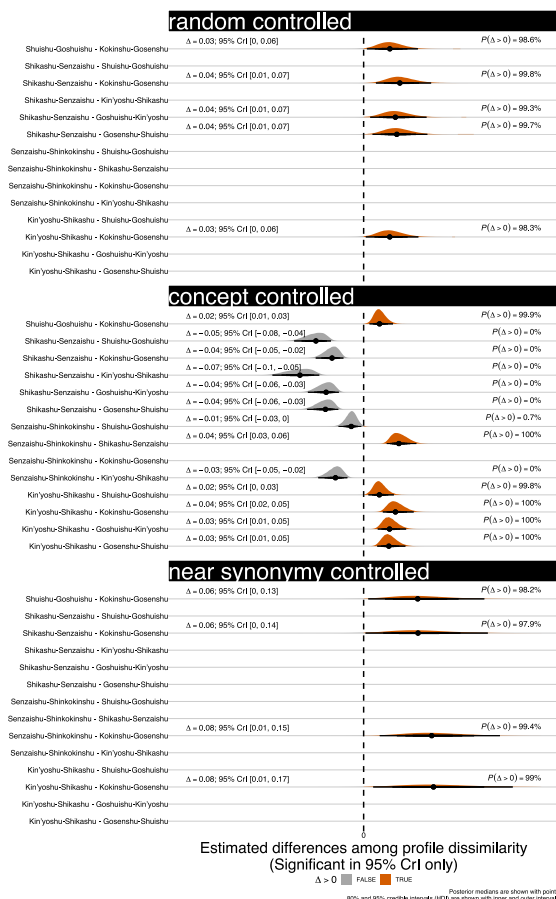 random controlled
Shuishu-Goshuishu - Kokinshu-Gosenshu Δ = 0.03; 95% CrI [0, 0.06] P(Δ > 0) = 98.6%
Shikashu-Senzaishu - Shuishu-Goshuishu
Shikashu-Senzaishu - Kokinshu-Gosenshu Δ = 0.04; 95% CrI [0.01, 0.07] P(Δ > 0) = 99.8%
Shikashu-Senzaishu - Kin'yoshu-Shikashu
Shikashu-Senzaishu - Goshuishu-Kin'yoshu Δ = 0.04; 95% CrI [0.01, 0.07] P(Δ > 0) = 99.3%
Shikashu-Senzaishu - Gosenshu-Shuishu Δ = 0.04; 95% CrI [0.01, 0.07] P(Δ > 0) = 99.7%
Senzaishu-Shinkokinshu - Shuishu-Goshuishu
Senzaishu-Shinkokinshu - Shikashu-Senzaishu
Senzaishu-Shinkokinshu - Kokinshu-Gosenshu
Senzaishu-Shinkokinshu - Kin'yoshu-Shikashu
Kin'yoshu-Shikashu - Shuishu-Goshuishu
Kin'yoshu-Shikashu - Kokinshu-Gosenshu Δ = 0.03; 95% CrI [0, 0.06] P(Δ > 0) = 98.3%
Kin'yoshu-Shikashu - Goshuishu-Kin'yoshu
Kin'yoshu-Shikashu - Gosenshu-Shuishu
concept controlled
Shuishu-Goshuishu - Kokinshu-Gosenshu Δ = 0.02; 95% CrI [0.01, 0.03] P(Δ > 0) = 99.9%
Shikashu-Senzaishu - Shuishu-Goshuishu Δ = −0.05; 95% CrI [−0.08, −0.04] P(Δ > 0) = 0%
Shikashu-Senzaishu - Kokinshu-Gosenshu Δ = −0.04; 95% CrI [−0.05, −0.02] P(Δ > 0) = 0%
Shikashu-Senzaishu - Kin'yoshu-Shikashu Δ = −0.07; 95% CrI [−0.1, −0.05] P(Δ > 0) = 0%
Shikashu-Senzaishu - Goshuishu-Kin'yoshu Δ = −0.04; 95% CrI [−0.06, −0.03] P(Δ > 0) = 0%
Shikashu-Senzaishu - Gosenshu-Shuishu Δ = −0.04; 95% CrI [−0.06, −0.03] P(Δ > 0) = 0%
Senzaishu-Shinkokinshu - Shuishu-Goshuishu Δ = −0.01; 95% CrI [−0.03, 0] P(Δ > 0) = 0.7%
Senzaishu-Shinkokinshu - Shikashu-Senzaishu Δ = 0.04; 95% CrI [0.03, 0.06] P(Δ > 0) = 100%
Senzaishu-Shinkokinshu - Kokinshu-Gosenshu
Senzaishu-Shinkokinshu - Kin'yoshu-Shikashu Δ = −0.03; 95% CrI [−0.05, −0.02] P(Δ > 0) = 0%
Kin'yoshu-Shikashu - Shuishu-Goshuishu Δ = 0.02; 95% CrI [0, 0.03] P(Δ > 0) = 99.8%
Kin'yoshu-Shikashu - Kokinshu-Gosenshu Δ = 0.04; 95% CrI [0.02, 0.05] P(Δ > 0) = 100%
Kin'yoshu-Shikashu - Goshuishu-Kin'yoshu Δ = 0.03; 95% CrI [0.01, 0.05] P(Δ > 0) = 100%
Kin'yoshu-Shikashu - Gosenshu-Shuishu Δ = 0.03; 95% CrI [0.01, 0.05] P(Δ > 0) = 100%
near synonymy controlled
Shuishu-Goshuishu - Kokinshu-Gosenshu Δ = 0.06; 95% CrI [0, 0.13] P(Δ > 0) = 98.2%
Shikashu-Senzaishu - Shuishu-Goshuishu
Shikashu-Senzaishu - Kokinshu-Gosenshu Δ = 0.06; 95% CrI [0, 0.14] P(Δ > 0) = 97.9%
Shikashu-Senzaishu - Kin'yoshu-Shikashu
Shikashu-Senzaishu - Goshuishu-Kin'yoshu
Shikashu-Senzaishu - Gosenshu-Shuishu
Senzaishu-Shinkokinshu - Shuishu-Goshuishu
Senzaishu-Shinkokinshu - Shikashu-Senzaishu
Senzaishu-Shinkokinshu - Kokinshu-Gosenshu Δ = 0.08; 95% CrI [0.01, 0.15] P(Δ > 0) = 99.4%
Senzaishu-Shinkokinshu - Kin'yoshu-Shikashu
Kin'yoshu-Shikashu - Shuishu-Goshuishu
Kin'yoshu-Shikashu - Kokinshu-Gosenshu Δ = 0.08; 95% CrI [0.01, 0.17] P(Δ > 0) = 99%
Kin'yoshu-Shikashu - Goshuishu-Kin'yoshu
Kin'yoshu-Shikashu - Gosenshu-Shuishu
0
Estimated differences among profile dissimilarity
(Significant in 95% CrI only)
Δ > 0 FALSE TRUE
Posterior medians are shown with point
80% and 95% credible intervals (HDI) are shown with inner and outer interval